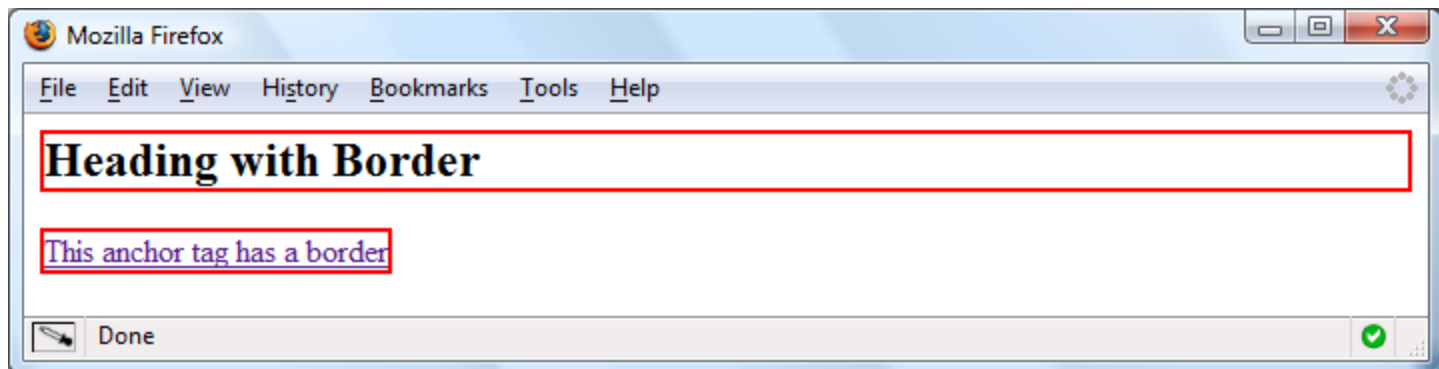 Mozilla Firefox
File Edit View History Bookmarks Tools Help
Heading with Border
This anchor tag has a border
Done